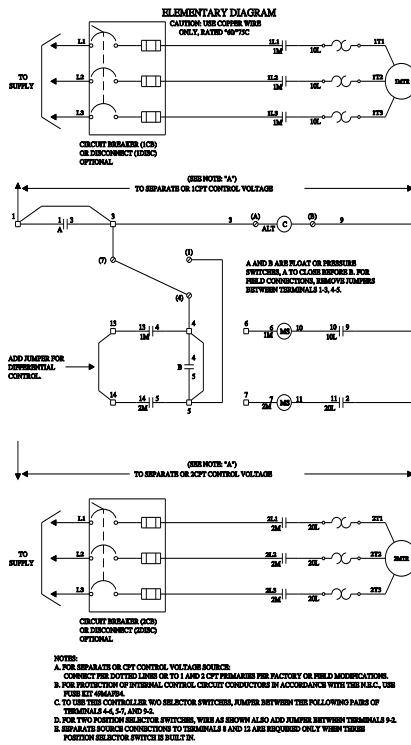 ELEMENTARY DIAGRAM
CAUTION: USE COPPER WIRE
ONLY, RATED "60/"75C
L1 1L1 1M 10L 1T1
TO SUPPLY L2 1L2 1M 10L 1T2 1MTR
L3 1L3 1M 10L 1T3
CIRCUIT BREAKER (1CB)
OR DISCONNECT (1DISC)
OPTIONAL
(SEE NOTE: "A")
TO SEPARATE OR 1CPT CONTROL VOLTAGE
1 1 3 A 3 3 (A) ALT C (B) 9
(7) (1)
A AND B ARE FLOAT OR PRESSURE
SWITCHES, A TO CLOSE BEFORE B. FOR
FIELD CONNECTIONS, REMOVE JUMPERS
BETWEEN TERMINALS 1-3, 4-5.
(4)
13 13 4 1M 4 6 6 1M MS 10 10 9 10L
ADD JUMPER FOR
DIFFERENTIAL
CONTROL.
B 4 5
14 14 5 2M 5 7 7 2M MS 11 11 2 20L
(SEE NOTE: "A")
TO SEPARATE OR 2CPT CONTROL VOLTAGE
L1 2L1 2M 20L 2T1
TO SUPPLY L2 2L2 2M 20L 2T2 2MTR
L3 2L3 2M 20L 2T3
CIRCUIT BREAKER (2CB)
OR DISCONNECT (2DISC)
OPTIONAL
NOTES:
A. FOR SEPARATE OR CPT CONTROL VOLTAGE SOURCE:
CONNECT PER DOTTED LINES OR TO 1 AND 2 CPT PRIMARIES PER FACTORY OR FIELD MODIFICATIONS.
B. FOR PROTECTION OF INTERNAL CONTROL CIRCUIT CONDUCTORS IN ACCORDANCE WITH THE N.E.C., USE
FUSE KIT 49MAFB4.
C. TO USE THIS CONTROLLER W/O SELECTOR SWITCHES, JUMPER BETWEEN THE FOLLOWING PAIRS OF
TERMINALS 4-6, 5-7, AND 9-2.
D. FOR TWO POSITION SELECTOR SWITCHES, WIRE AS SHOWN ALSO ADD JUMPER BETWEEN TERMINALS 9-2.
E. SEPARATE SOURCE CONNECTIONS TO TERMINALS 8 AND 12 ARE REQUIRED ONLY WHEN THREE
POSITION SELECTOR SWITCH IS BUILT IN.